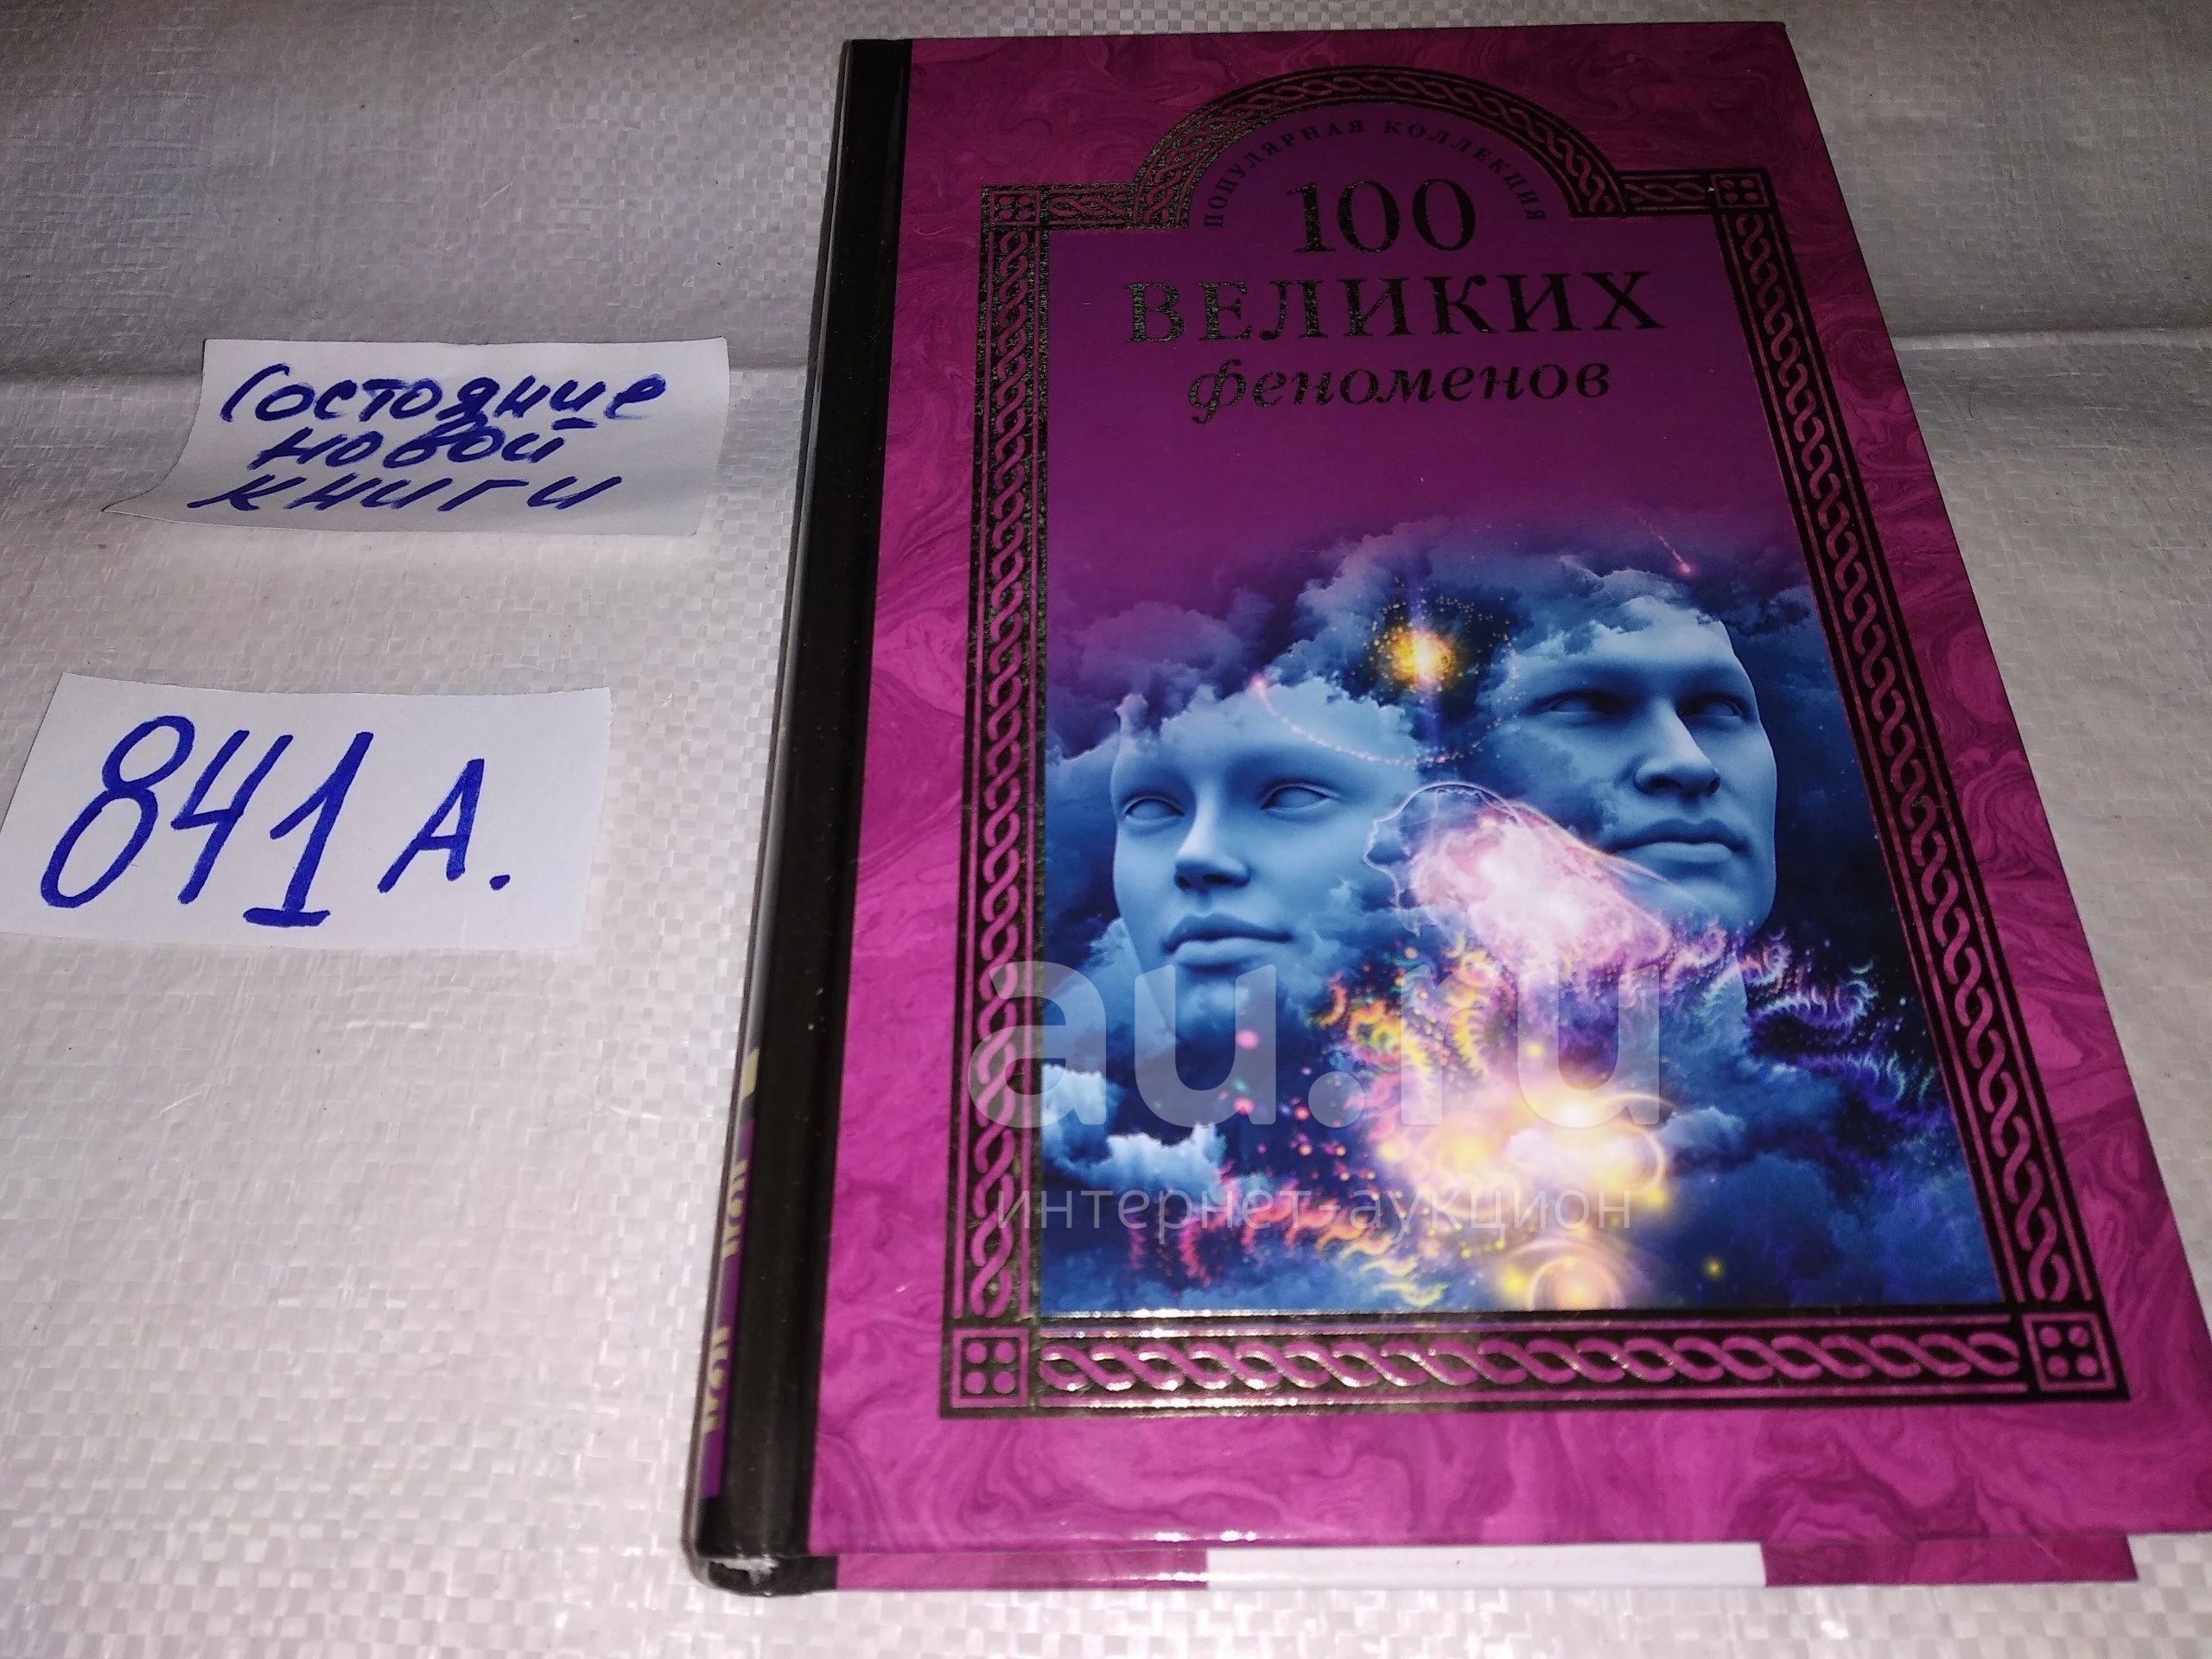 Состояние
новой
книги
841 А.
ПОПУЛЯРНАЯ КОЛЛЕКЦИЯ
100
ВЕЛИКИХ
феноменов
au.ru
интернет-аукцион